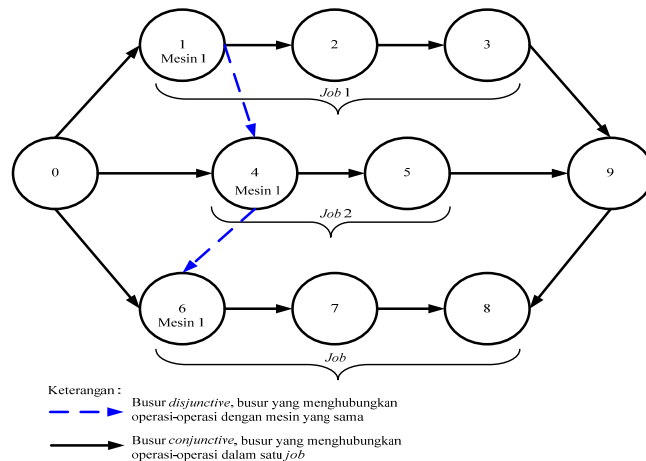 1
Mesin 1
2
3
Job 1
0
4
Mesin 1
5
9
Job 2
6
Mesin 1
7
8
Job
Keterangan :
Busur disjunctive, busur yang menghubungkan
operasi-operasi dengan mesin yang sama
Busur conjunctive, busur yang menghubungkan
operasi-operasi dalam satu job